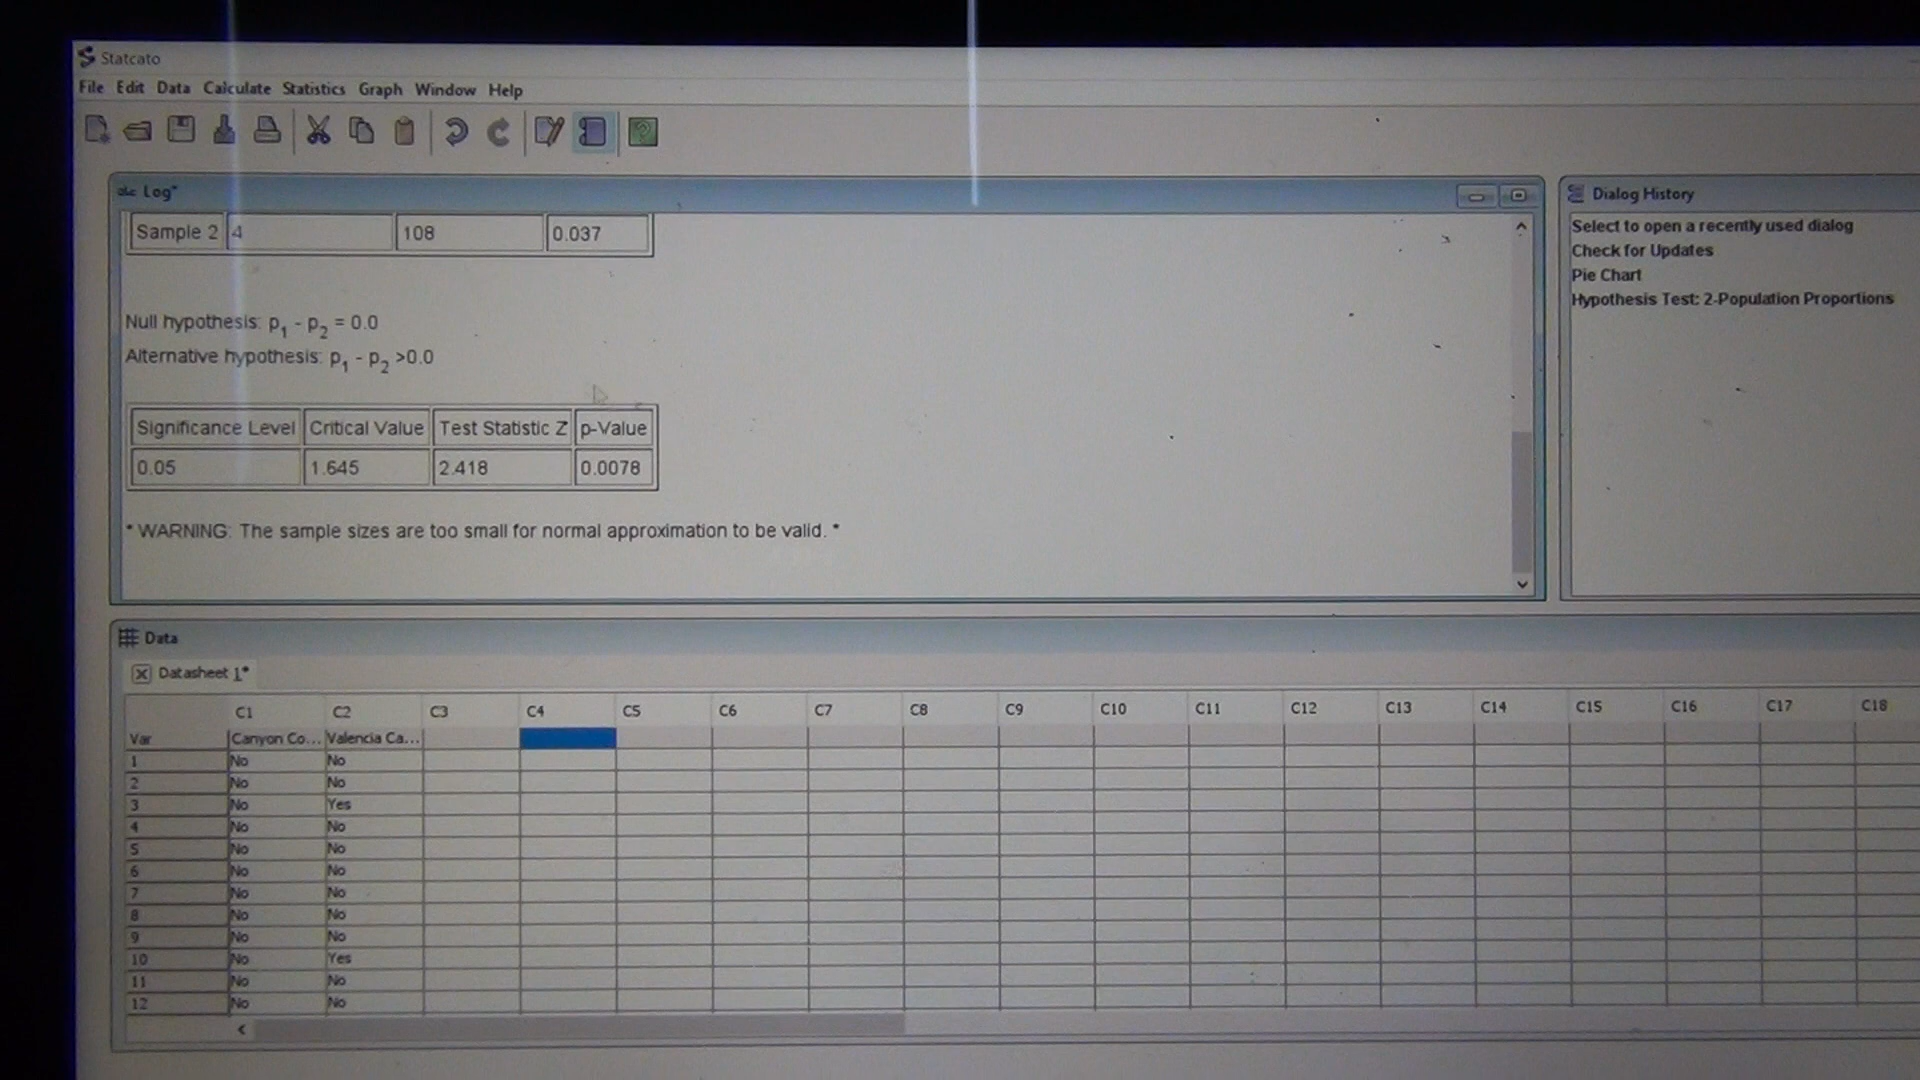 Statcato
File Edit Data Calculate Statistics Graph Window Help
abc Log*
Sample 2 4 108 0.037
Null hypothesis: p1 - p2 = 0.0
Alternative hypothesis: p1 - p2 >0.0
Significance Level Critical Value Test Statistic Z p-Value
0.05 1.645 2.418 0.0078
* WARNING: The sample sizes are too small for normal approximation to be valid. *
Dialog History
Select to open a recently used dialog
Check for Updates
Pie Chart
Hypothesis Test: 2-Population Proportions
Data
Datasheet 1*
C1 C2 C3 C4 C5 C6 C7 C8 C9 C10 C11 C12 C13 C14 C15 C16 C17 C18
Var Canyon Co... Valencia Ca...
1 No No
2 No No
3 No Yes
4 No No
5 No No
6 No No
7 No No
8 No No
9 No No
10 No Yes
11 No No
12 No No